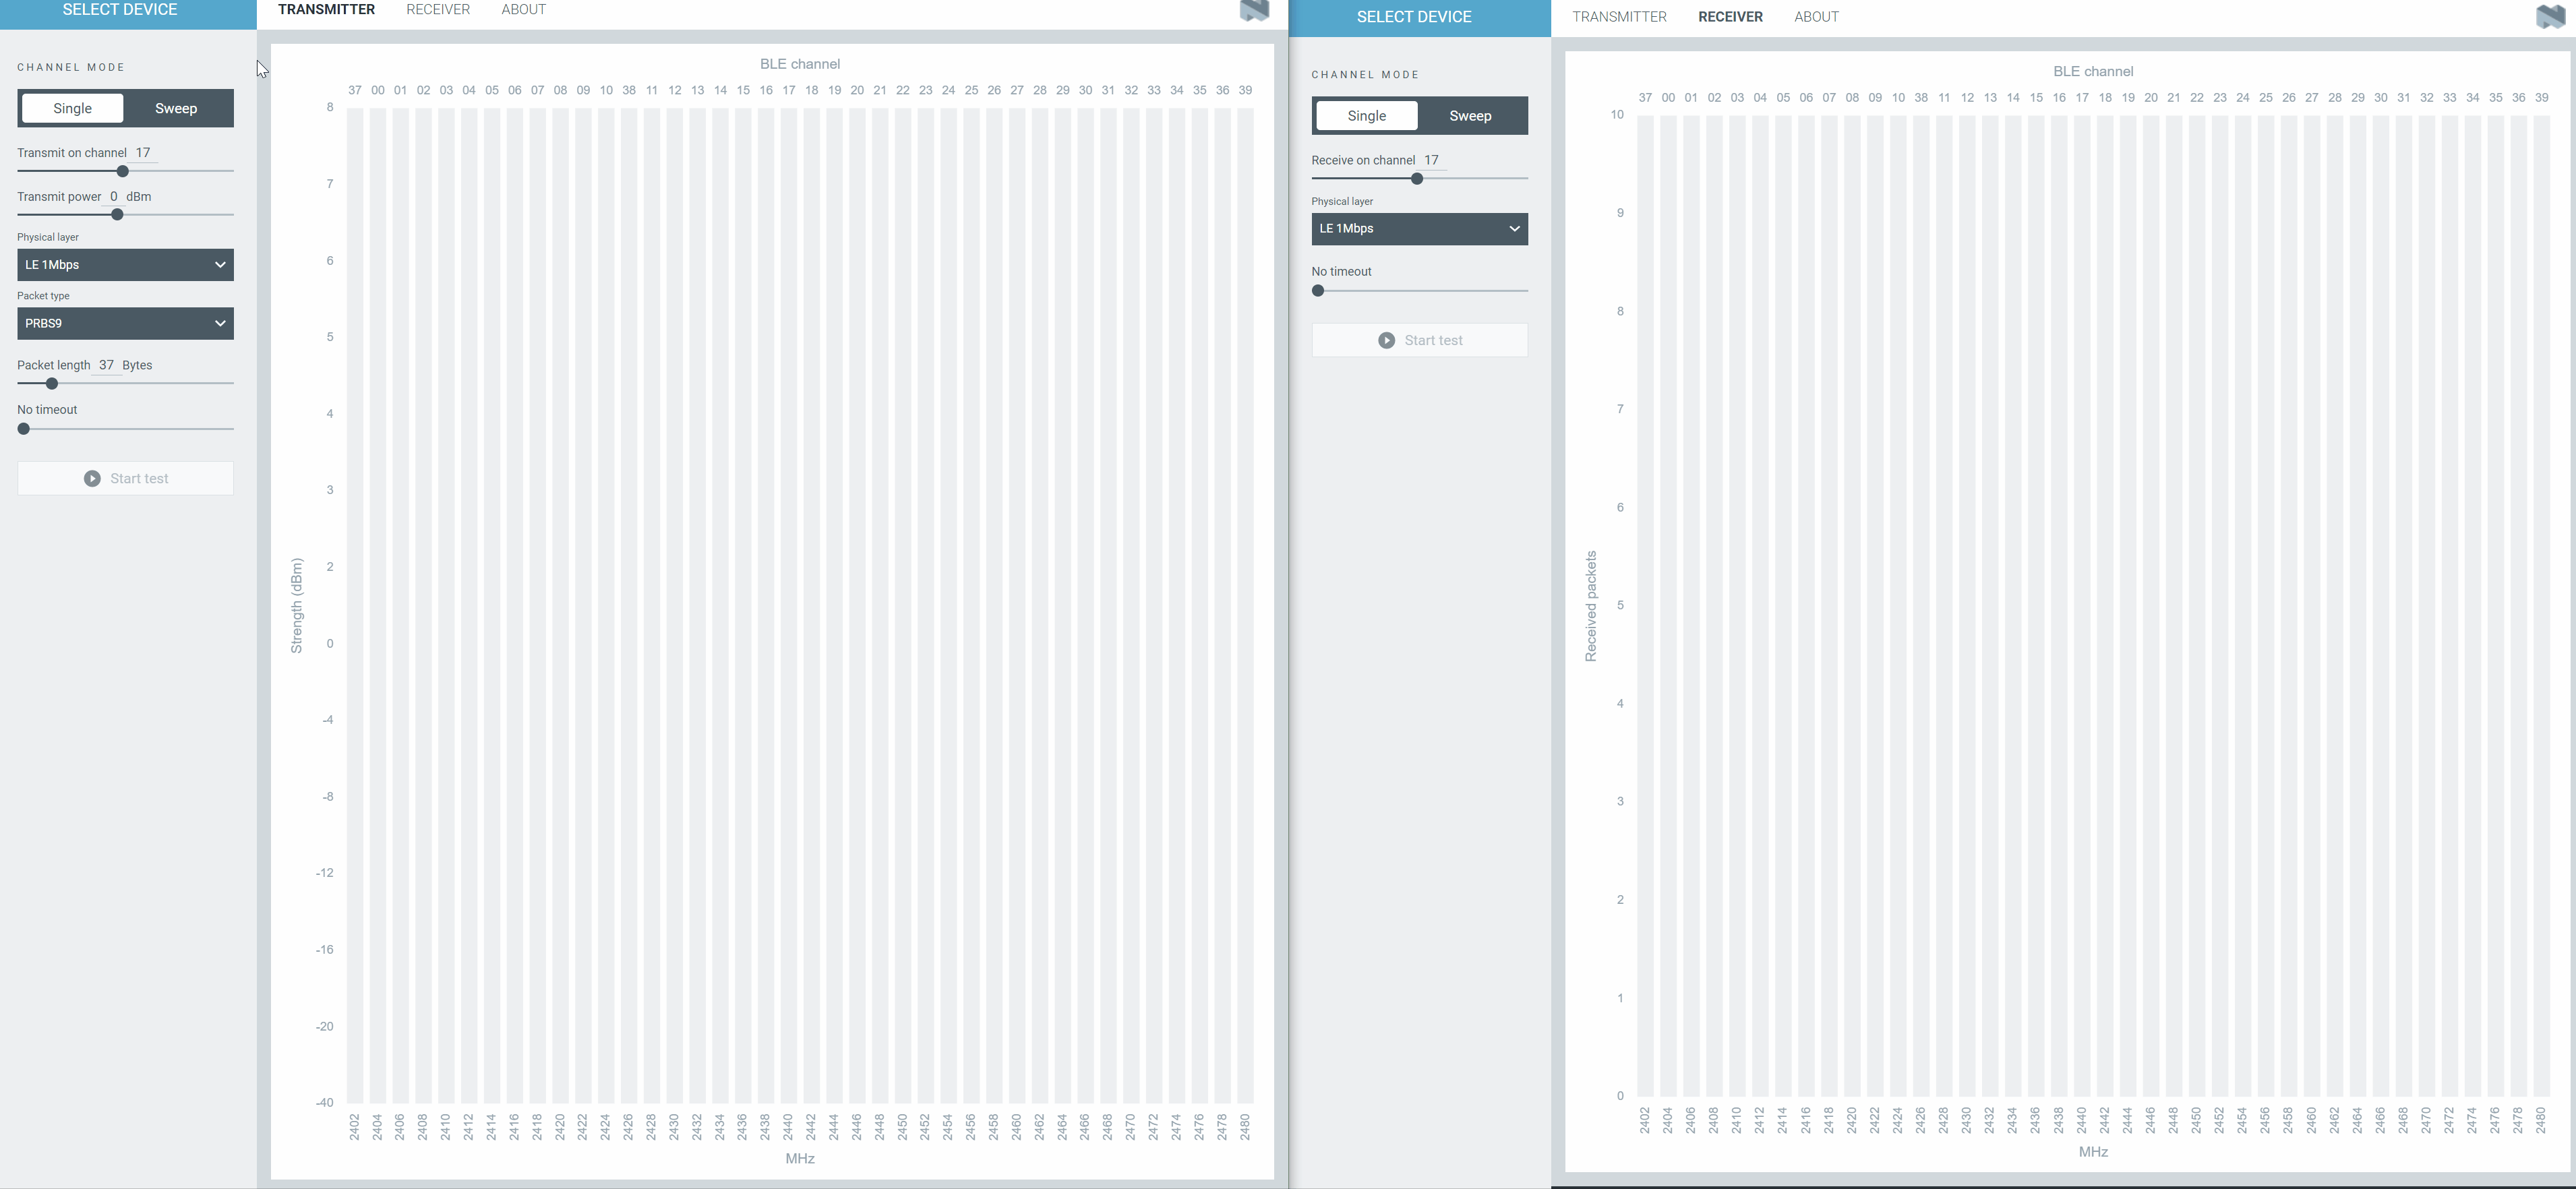 SELECT DEVICE
TRANSMITTER RECEIVER ABOUT
CHANNEL MODE
Single Sweep
Transmit on channel 17
Transmit power 0 dBm
Physical layer
LE 1Mbps
Packet type
PRBS9
Packet length 37 Bytes
No timeout
Start test
BLE channel
37 00 01 02 03 04 05 06 07 08 09 10 38 11 12 13 14 15 16 17 18 19 20 21 22 23 24 25 26 27 28 29 30 31 32 33 34 35 36 39
8
7
6
5
4
3
2
0
-4
-8
-12
-16
-20
-40
Strength (dBm)
2402 2404 2406 2408 2410 2412 2414 2416 2418 2420 2422 2424 2426 2428 2430 2432 2434 2436 2438 2440 2442 2444 2446 2448 2450 2452 2454 2456 2458 2460 2462 2464 2466 2468 2470 2472 2474 2476 2478 2480
MHz
SELECT DEVICE
TRANSMITTER RECEIVER ABOUT
CHANNEL MODE
Single Sweep
Receive on channel 17
Physical layer
LE 1Mbps
No timeout
Start test
BLE channel
37 00 01 02 03 04 05 06 07 08 09 10 38 11 12 13 14 15 16 17 18 19 20 21 22 23 24 25 26 27 28 29 30 31 32 33 34 35 36 39
10
9
8
7
6
5
4
3
2
1
0
Received packets
2402 2404 2406 2408 2410 2412 2414 2416 2418 2420 2422 2424 2426 2428 2430 2432 2434 2436 2438 2440 2442 2444 2446 2448 2450 2452 2454 2456 2458 2460 2462 2464 2466 2468 2470 2472 2474 2476 2478 2480
MHz